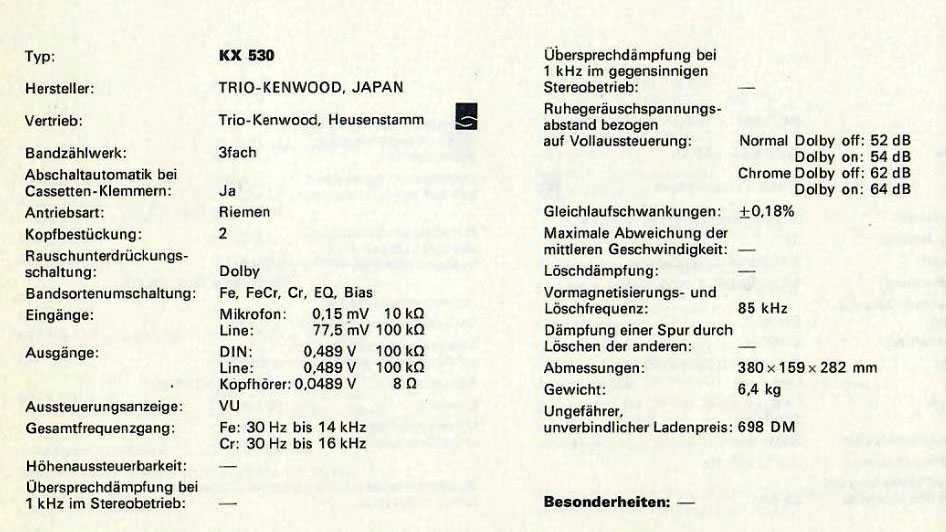 Typ: KX 530
Hersteller: TRIO-KENWOOD, JAPAN
Vertrieb: Trio-Kenwood, Heusenstamm
Bandzählwerk: 3fach
Abschaltautomatik bei
Cassetten-Klemmern: Ja
Antriebsart: Riemen
Kopfbestückung: 2
Rauschunterdrückungs-
schaltung: Dolby
Bandsortenumschaltung: Fe, FeCr, Cr, EQ, Bias
Eingänge: Mikrofon: 0,15 mV 10 kΩ
Line: 77,5 mV 100 kΩ
Ausgänge: DIN: 0,489 V 100 kΩ
Line: 0,489 V 100 kΩ
Kopfhörer: 0,0489 V 8 Ω
Aussteuerungsanzeige: VU
Gesamtfrequenzgang: Fe: 30 Hz bis 14 kHz
Cr: 30 Hz bis 16 kHz
Höhenaussteuerbarkeit: —
Übersprechdämpfung bei
1 kHz im Stereobetrieb: —
Übersprechdämpfung bei
1 kHz im gegensinnigen
Stereobetrieb: —
Ruhegeräuschspannungs-
abstand bezogen
auf Vollaussteuerung: Normal Dolby off: 52 dB
Dolby on: 54 dB
Chrome Dolby off: 62 dB
Dolby on: 64 dB
Gleichlaufschwankungen: ±0,18%
Maximale Abweichung der
mittleren Geschwindigkeit: —
Löschdämpfung: —
Vormagnetisierungs- und
Löschfrequenz: 85 kHz
Dämpfung einer Spur durch
Löschen der anderen: —
Abmessungen: 380 × 159 × 282 mm
Gewicht: 6,4 kg
Ungefährer,
unverbindlicher Ladenpreis: 698 DM
Besonderheiten: —